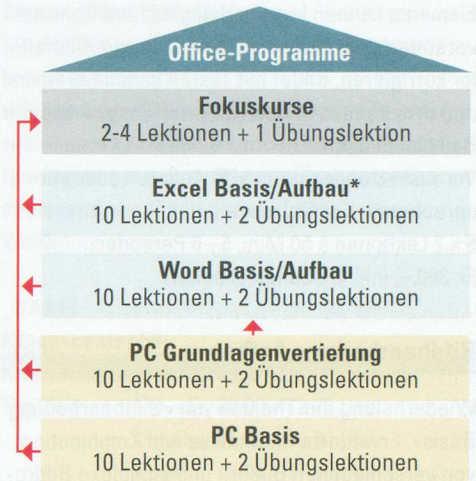 Office-Programme
Fokuskurse
2-4 Lektionen + 1 Übungslektion
Excel Basis/Aufbau*
10 Lektionen + 2 Übungslektionen
Word Basis/Aufbau
10 Lektionen + 2 Übungslektionen
PC Grundlagenvertiefung
10 Lektionen + 2 Übungslektionen
PC Basis
10 Lektionen + 2 Übungslektionen